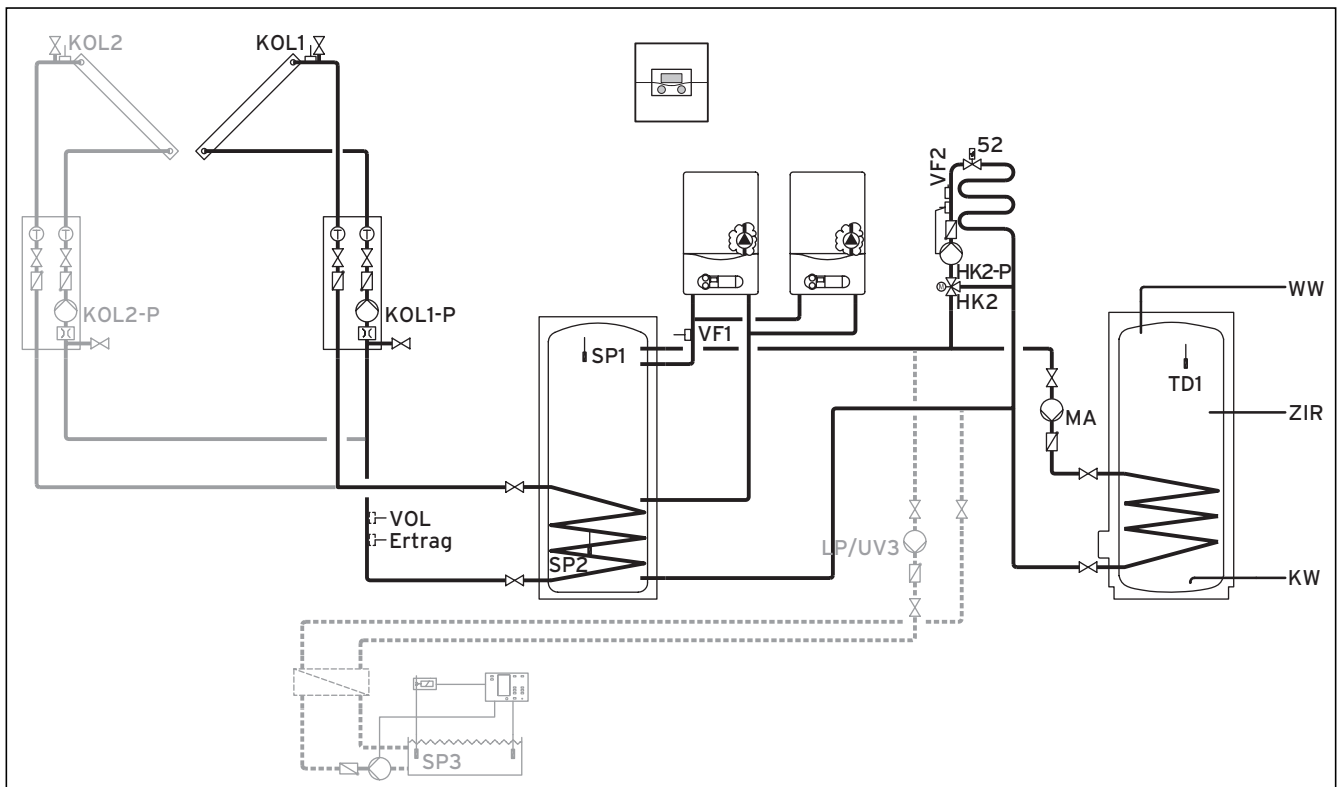 KOL2
KOL1
52
VF2
HK2-P
HK2
KOL2-P
KOL1-P
VF1
SP1
WW
TD1
ZIR
MA
VOL
Ertrag
SP2
LP/UV3
KW
SP3